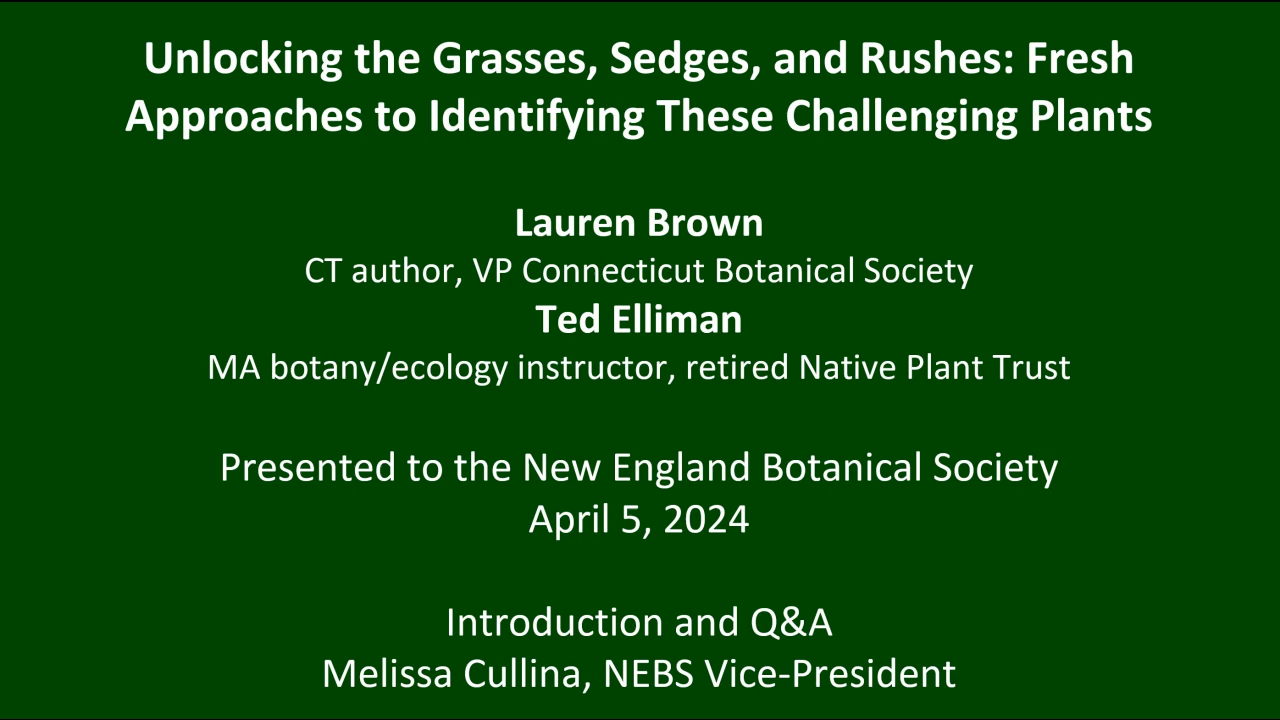 Unlocking the Grasses, Sedges, and Rushes: Fresh
Approaches to Identifying These Challenging Plants
Lauren Brown
CT author, VP Connecticut Botanical Society
Ted Elliman
MA botany/ecology instructor, retired Native Plant Trust
Presented to the New England Botanical Society
April 5, 2024
Introduction and Q&A
Melissa Cullina, NEBS Vice-President